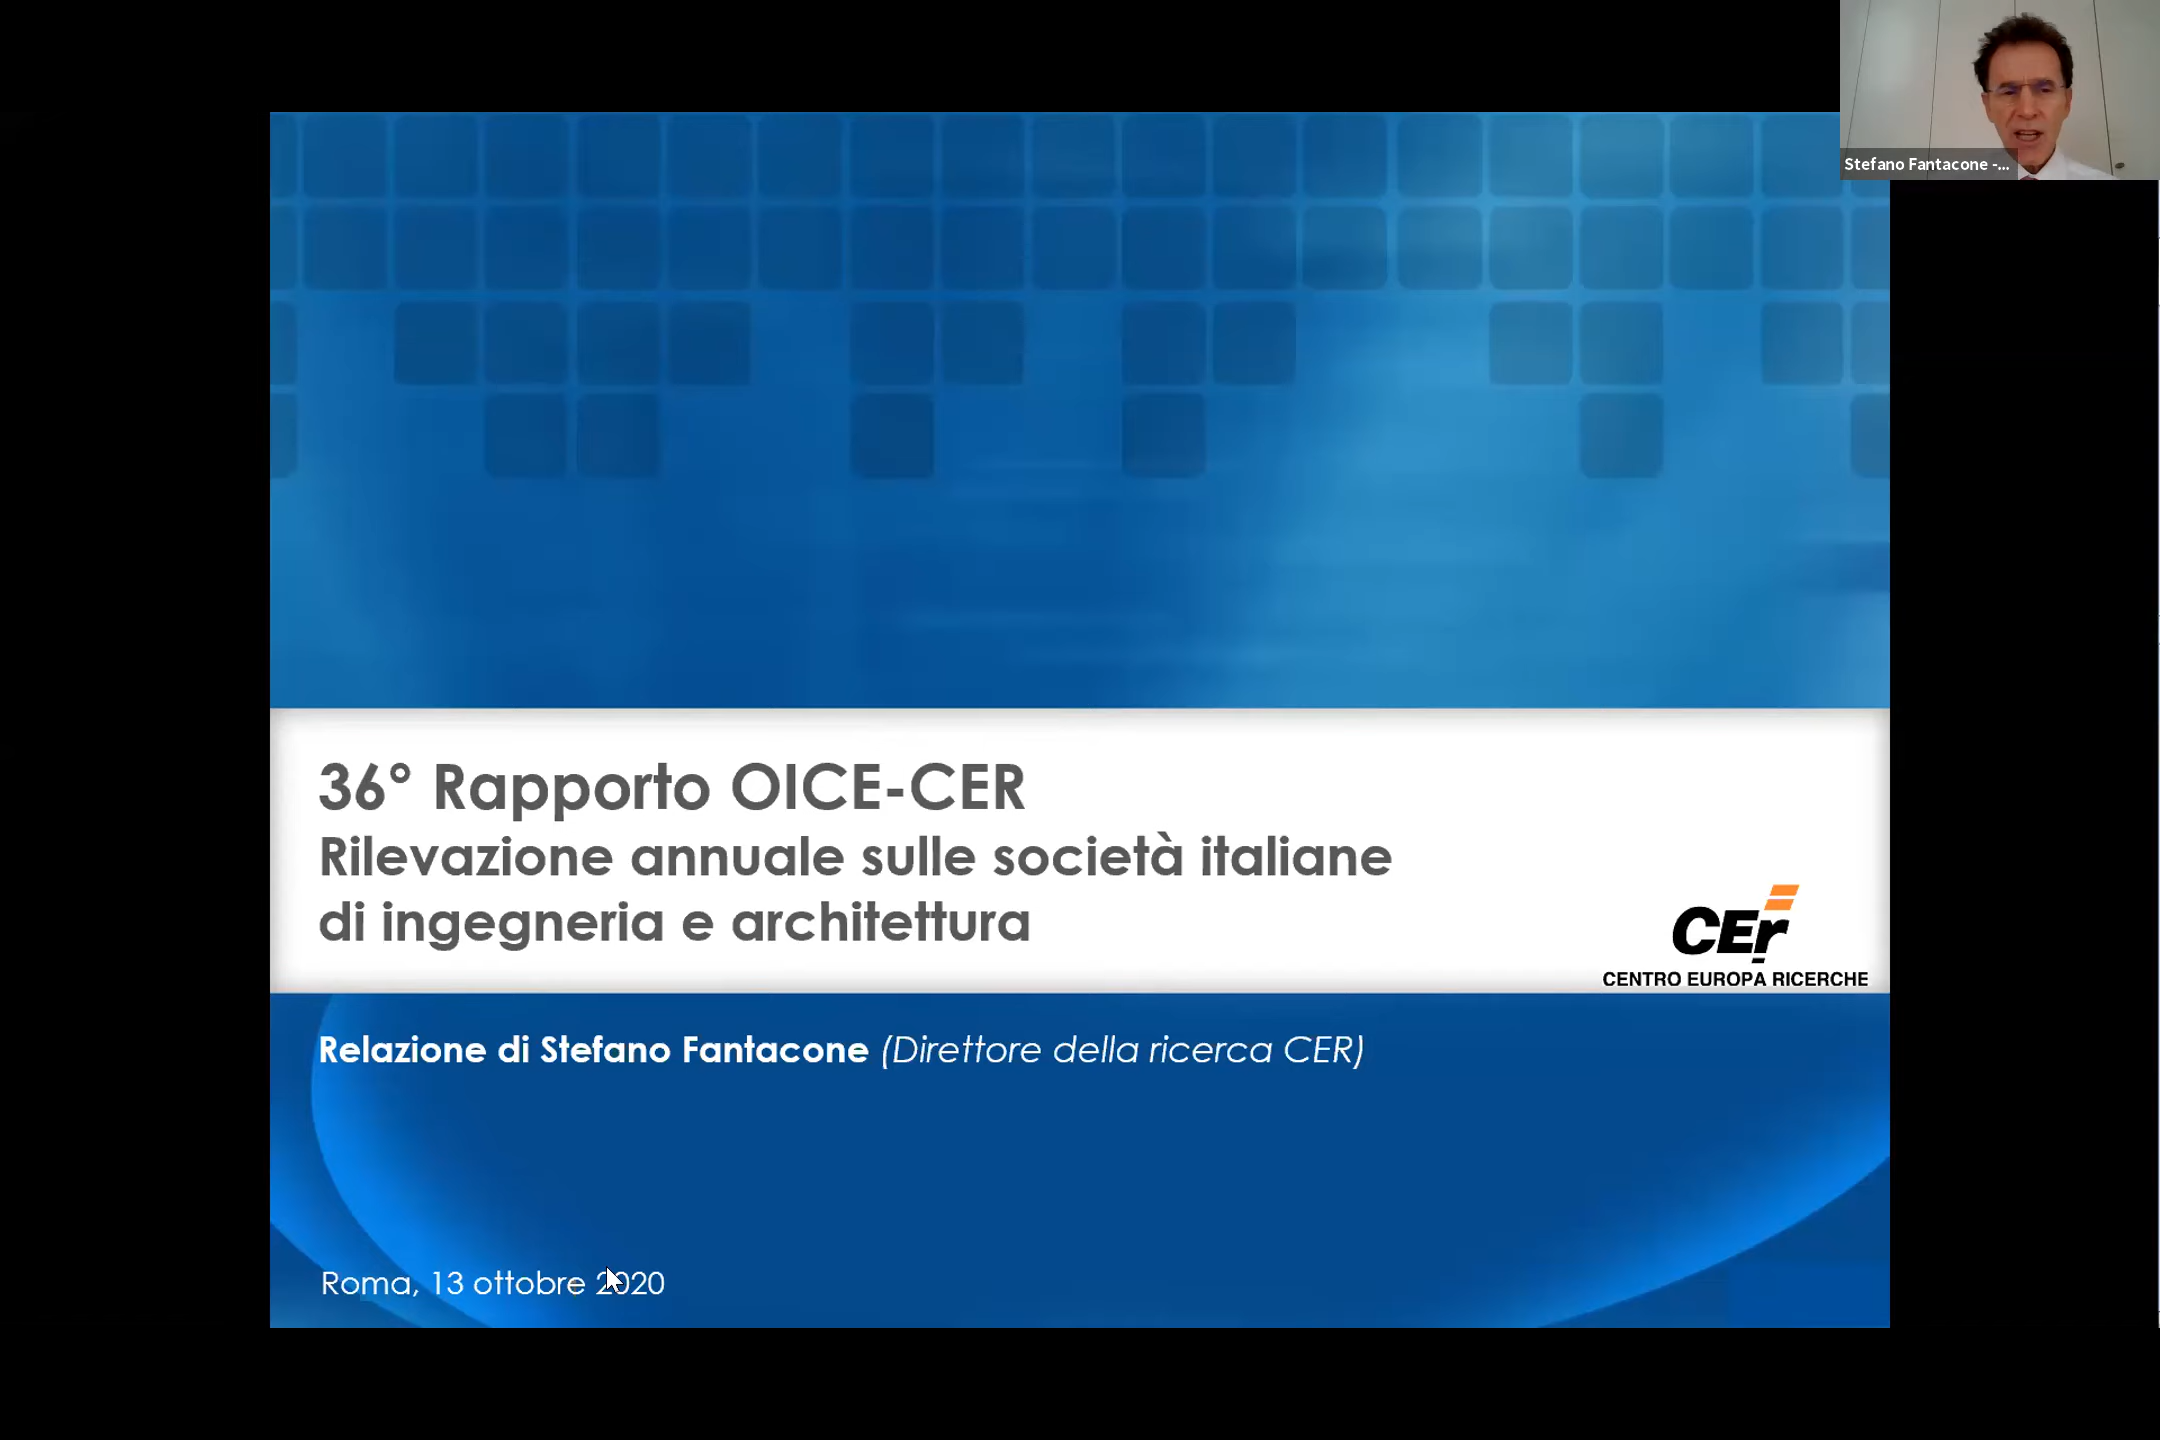 Stefano Fantacone -...
36° Rapporto OICE-CER
Rilevazione annuale sulle società italiane
di ingegneria e architettura
CEr
CENTRO EUROPA RICERCHE
Relazione di Stefano Fantacone (Direttore della ricerca CER)
Roma, 13 ottobre 2020